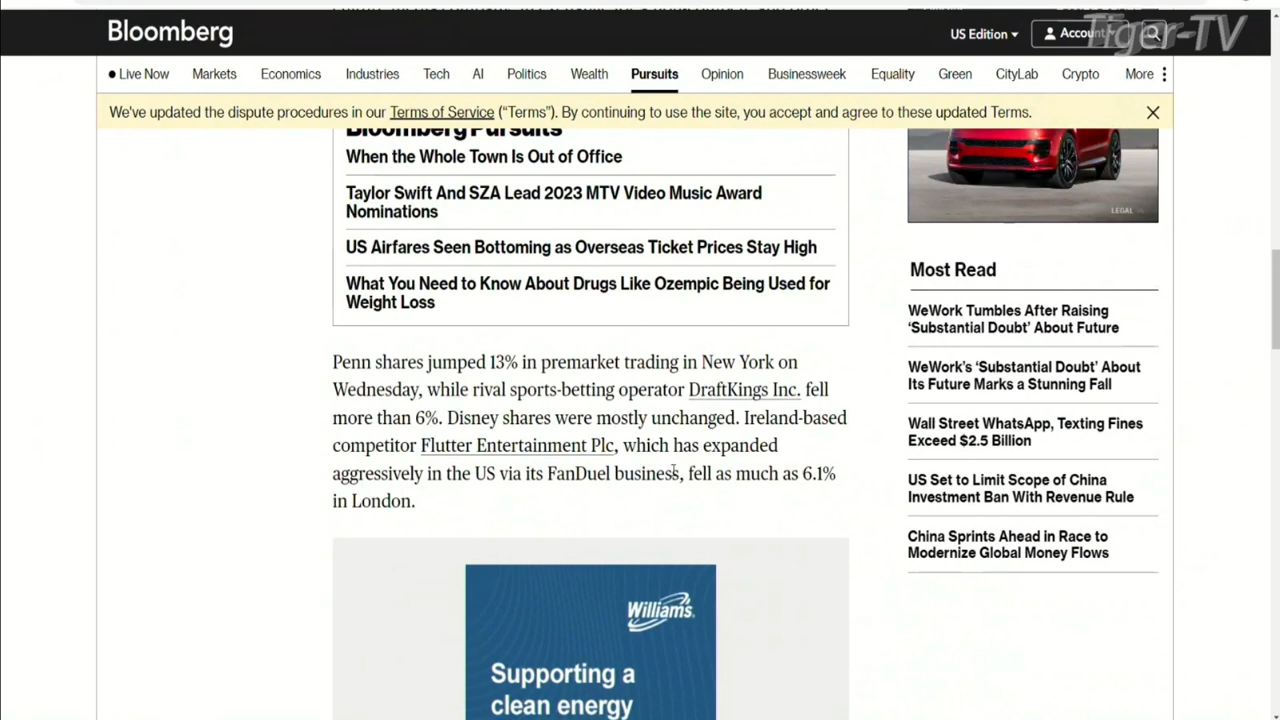 Bloomberg
US Edition
Account
Tiger-TV
Live Now
Markets
Economics
Industries
Tech
AI
Politics
Wealth
Pursuits
Opinion
Businessweek
Equality
Green
CityLab
Crypto
More
We've updated the dispute procedures in our Terms of Service ("Terms"). By continuing to use the site, you accept and agree to these updated Terms.
Bloomberg Pursuits
When the Whole Town Is Out of Office
Taylor Swift And SZA Lead 2023 MTV Video Music Award
Nominations
US Airfares Seen Bottoming as Overseas Ticket Prices Stay High
What You Need to Know About Drugs Like Ozempic Being Used for
Weight Loss
Penn shares jumped 13% in premarket trading in New York on
Wednesday, while rival sports-betting operator DraftKings Inc. fell
more than 6%. Disney shares were mostly unchanged. Ireland-based
competitor Flutter Entertainment Plc, which has expanded
aggressively in the US via its FanDuel business, fell as much as 6.1%
in London.
Williams
Supporting a
clean energy
LEGAL
Most Read
WeWork Tumbles After Raising
‘Substantial Doubt’ About Future
WeWork’s ‘Substantial Doubt’ About
Its Future Marks a Stunning Fall
Wall Street WhatsApp, Texting Fines
Exceed $2.5 Billion
US Set to Limit Scope of China
Investment Ban With Revenue Rule
China Sprints Ahead in Race to
Modernize Global Money Flows